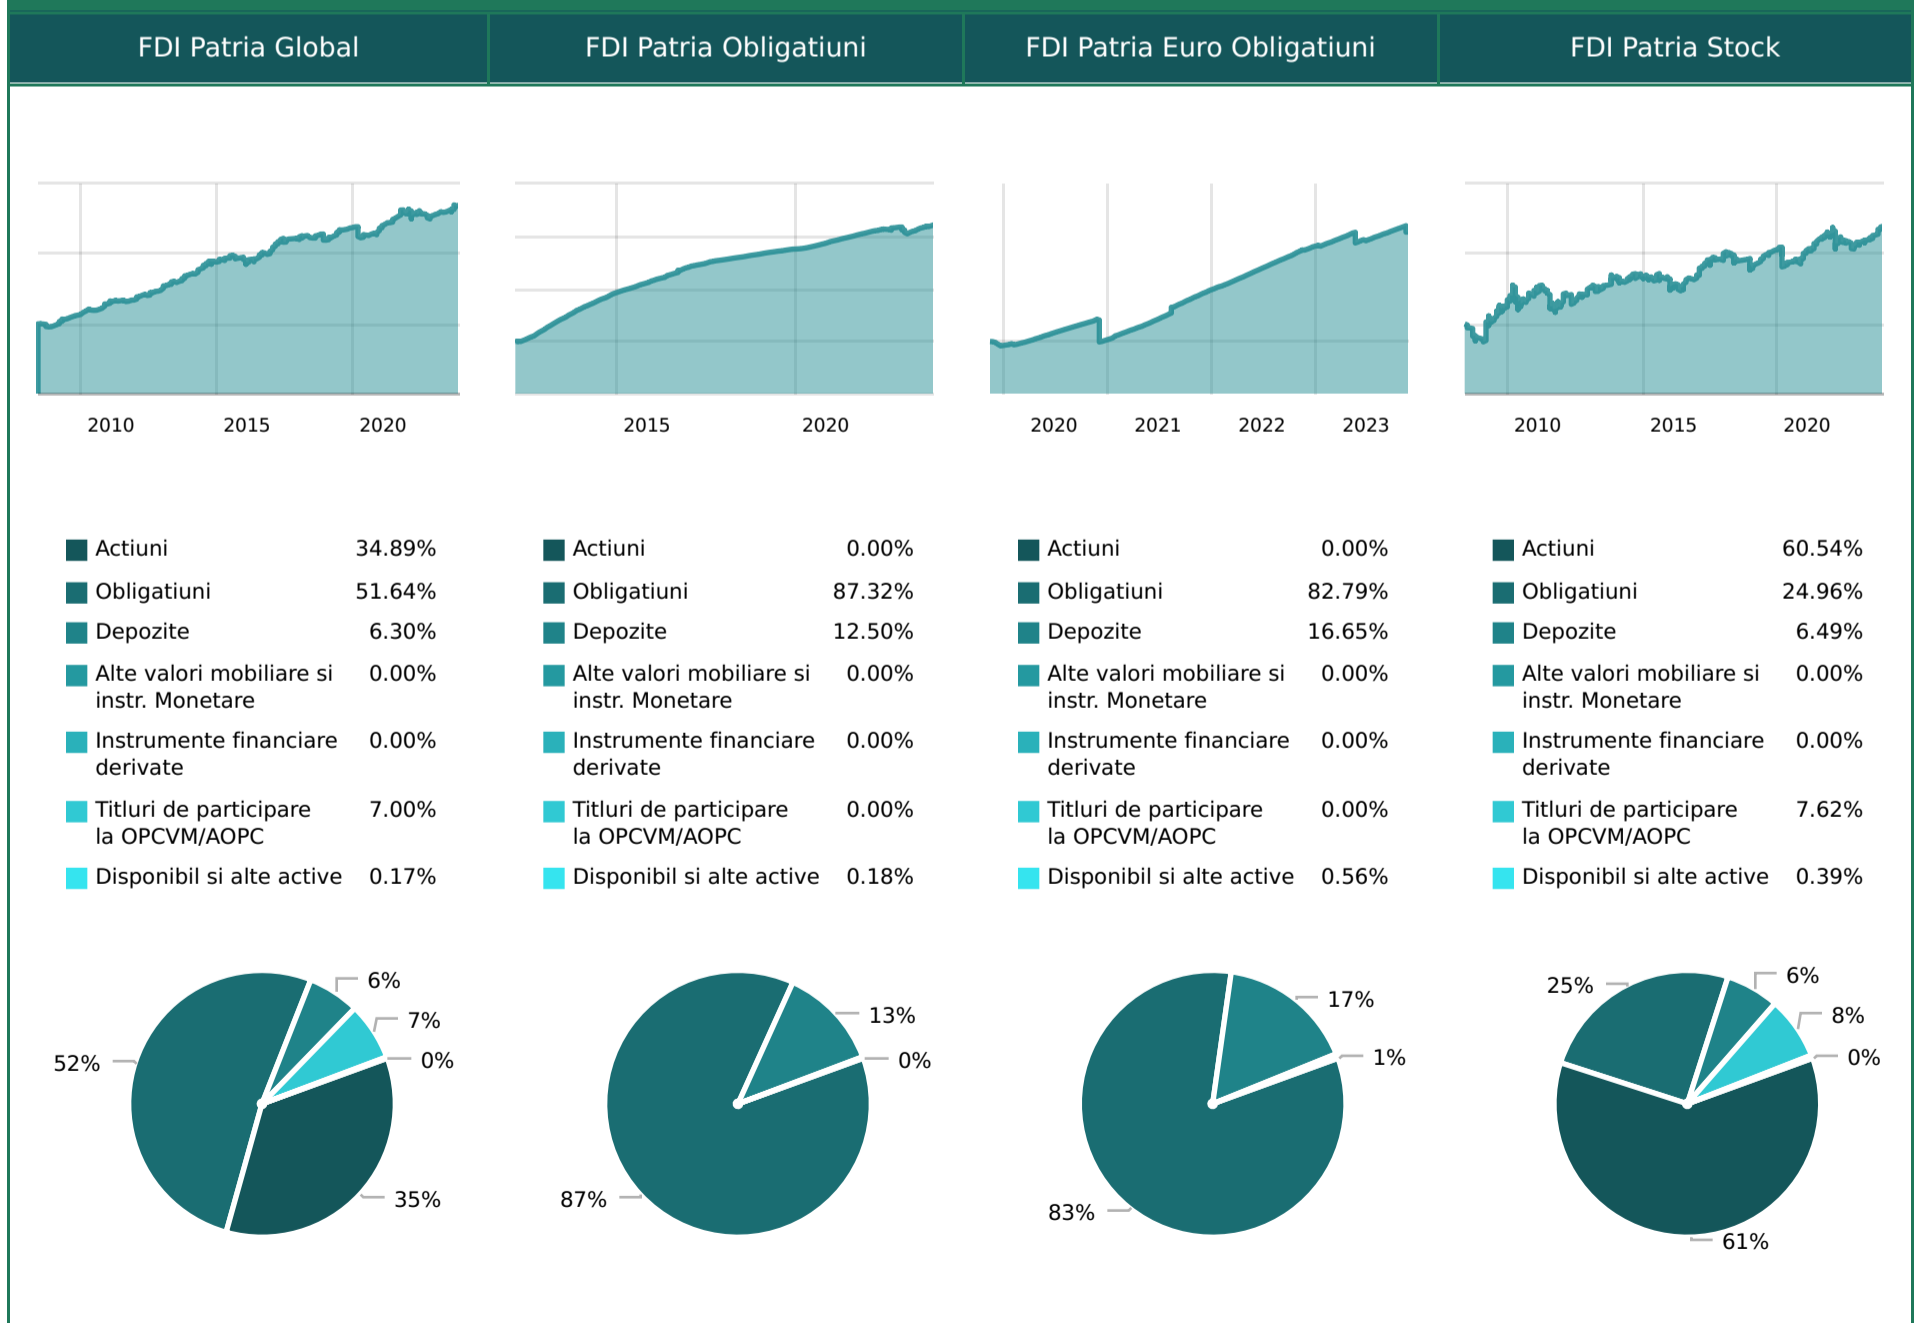 FDI Patria Global
FDI Patria Obligatiuni
FDI Patria Euro Obligatiuni
FDI Patria Stock
2010 2015 2020
2015 2020
2020 2021 2022 2023
2010 2015 2020
Actiuni 34.89%
Obligatiuni 51.64%
Depozite 6.30%
Alte valori mobiliare si 0.00%
instr. Monetare
Instrumente financiare 0.00%
derivate
Titluri de participare 7.00%
la OPCVM/AOPC
Disponibil si alte active 0.17%
Actiuni 0.00%
Obligatiuni 87.32%
Depozite 12.50%
Alte valori mobiliare si 0.00%
instr. Monetare
Instrumente financiare 0.00%
derivate
Titluri de participare 0.00%
la OPCVM/AOPC
Disponibil si alte active 0.18%
Actiuni 0.00%
Obligatiuni 82.79%
Depozite 16.65%
Alte valori mobiliare si 0.00%
instr. Monetare
Instrumente financiare 0.00%
derivate
Titluri de participare 0.00%
la OPCVM/AOPC
Disponibil si alte active 0.56%
Actiuni 60.54%
Obligatiuni 24.96%
Depozite 6.49%
Alte valori mobiliare si 0.00%
instr. Monetare
Instrumente financiare 0.00%
derivate
Titluri de participare 7.62%
la OPCVM/AOPC
Disponibil si alte active 0.39%
6%
7%
0%
52%
35%
13%
0%
87%
17%
1%
83%
25%
6%
8%
0%
61%